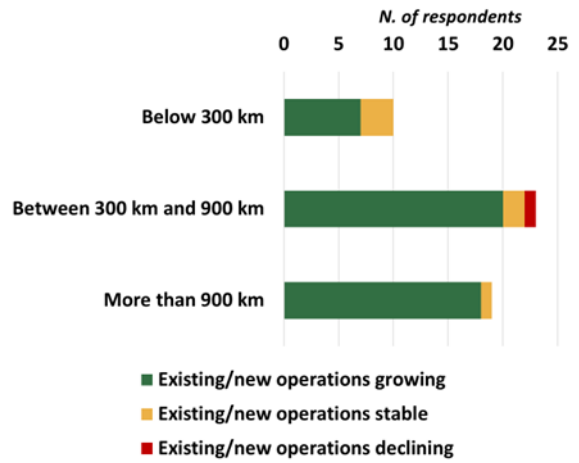 N. of respondents
0 5 10 15 20 25
Below 300 km
Between 300 km and 900 km
More than 900 km
Existing/new operations growing
Existing/new operations stable
Existing/new operations declining